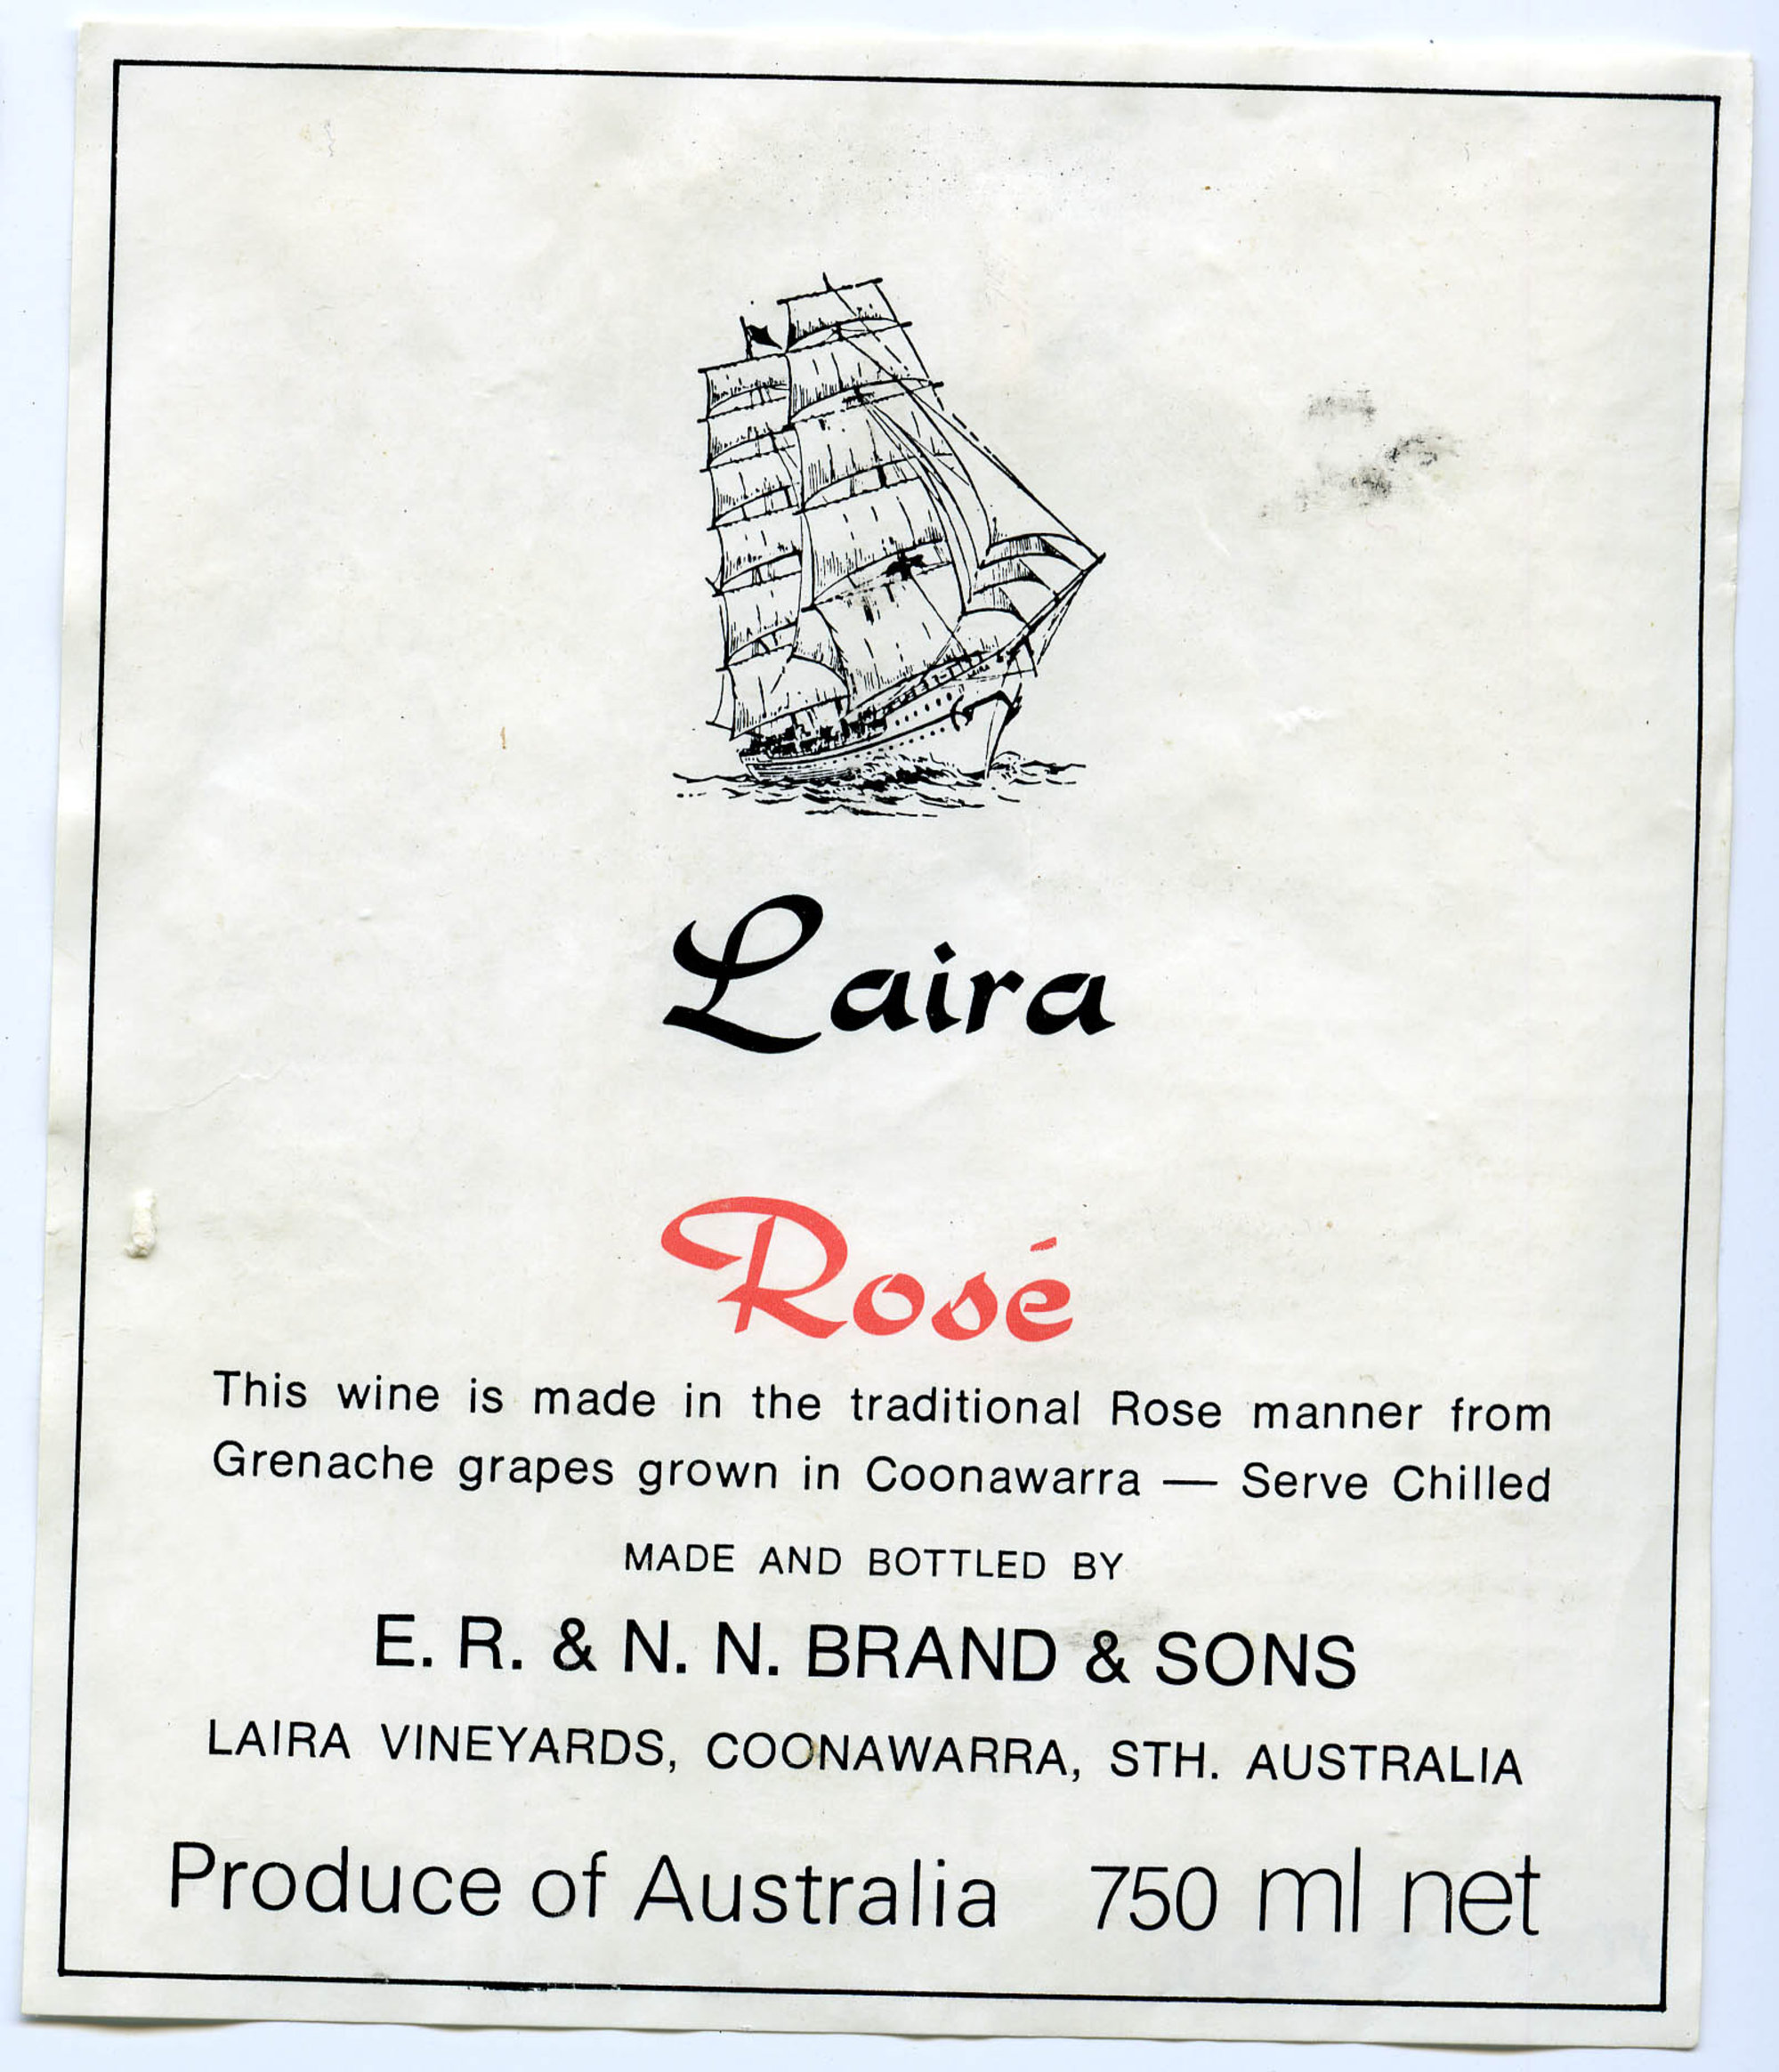 Laira
Rosé
This wine is made in the traditional Rose manner from
Grenache grapes grown in Coonawarra — Serve Chilled
MADE AND BOTTLED BY
E. R. & N. N. BRAND & SONS
LAIRA VINEYARDS, COONAWARRA, STH. AUSTRALIA
Produce of Australia 750 ml net